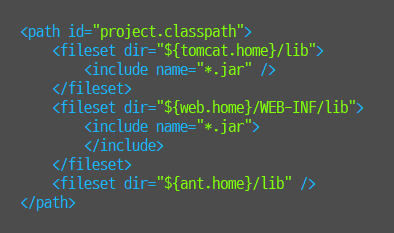 <path id="project.classpath">
    <fileset dir="${tomcat.home}/lib">
        <include name="*.jar" />
    </fileset>
    <fileset dir="${web.home}/WEB-INF/lib">
        <include name="*.jar">
        </include>
    </fileset>
    <fileset dir="${ant.home}/lib" />
</path>